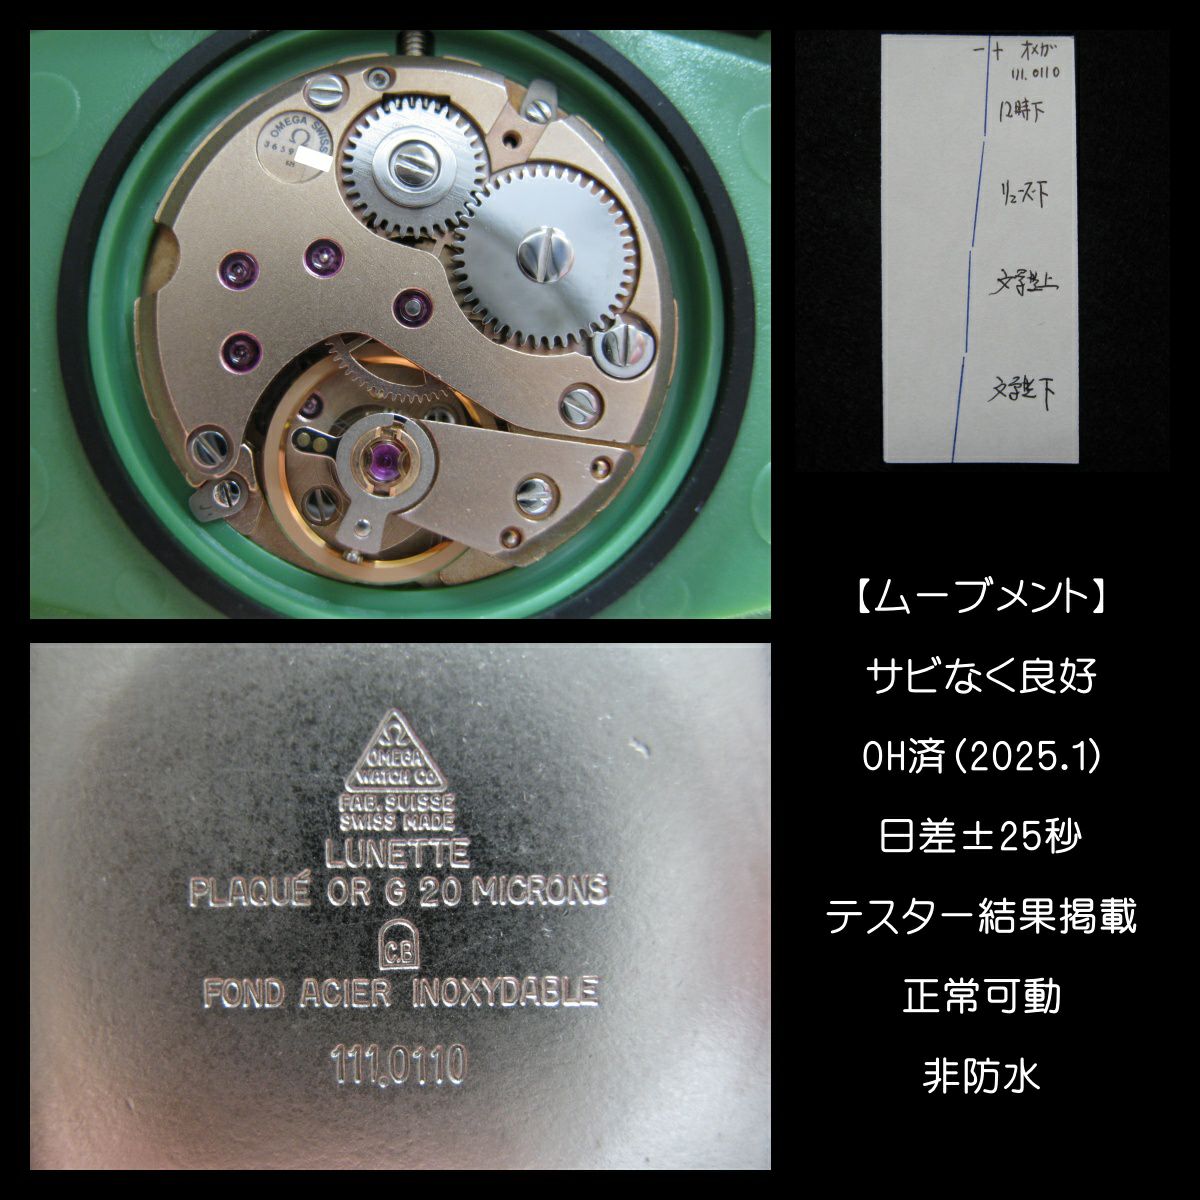 OMEGA SWISS
Ω
3659
－＋ オメガ
111.0110
12時下
リューズ下
文字盤上
文字盤下
Ω
OMEGA
WATCH CO
FAB. SUISSE
SWISS MADE
LUNETTE
PLAQUÉ OR G 20 MICRONS
C.B
FOND ACIER INOXYDABLE
111.0110
【ムーブメント】
サビなく良好
OH済(2025.1)
日差±25秒
テスター結果掲載
正常可動
非防水